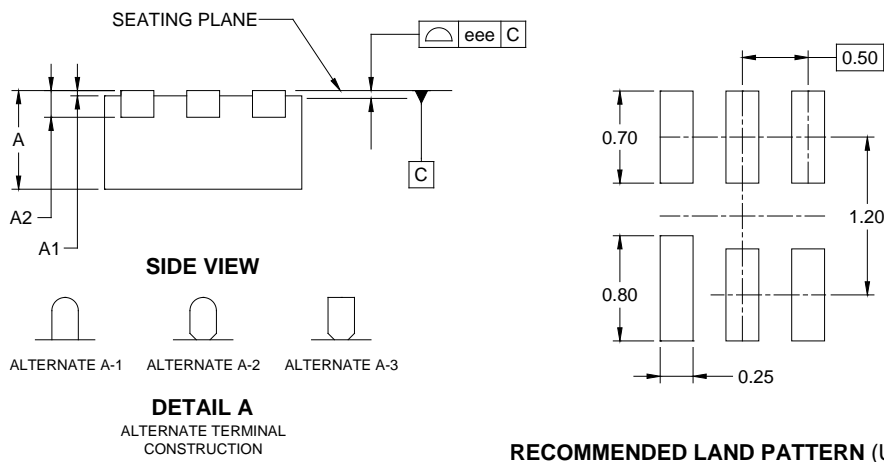 SEATING PLANE
eee C
A
A2
A1
C
SIDE VIEW
ALTERNATE A-1 ALTERNATE A-2 ALTERNATE A-3
DETAIL A
ALTERNATE TERMINAL
CONSTRUCTION
0.50
0.70
1.20
0.80
0.25
RECOMMENDED LAND PATTERN (U